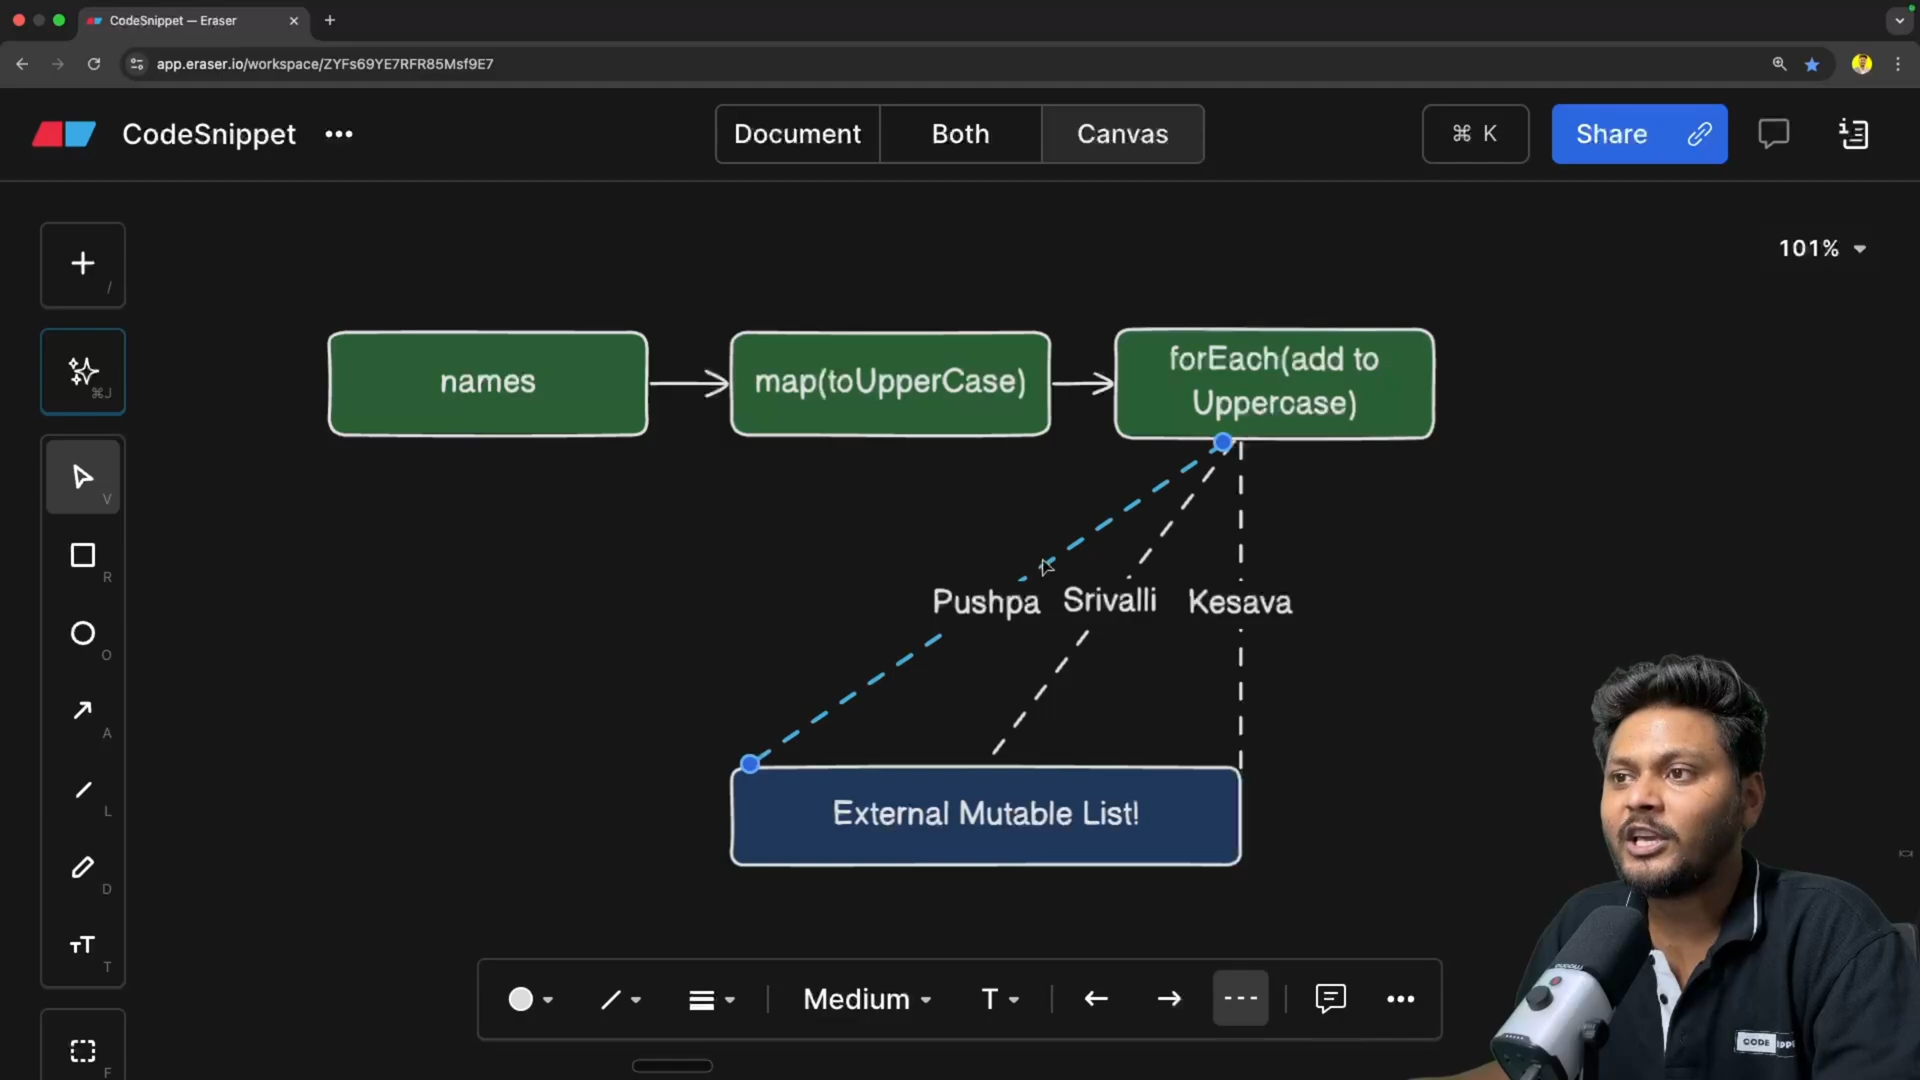 CodeSnippet — Eraser
app.eraser.io/workspace/ZYFs69YE7RFR85Msf9E7
CodeSnippet
Document
Both
Canvas
⌘ K
Share
101%
/
⌘J
V
R
O
A
L
D
T
F
names
map(toUpperCase)
forEach(add to
Uppercase)
Pushpa
Srivalli
Kesava
External Mutable List!
Medium
T
CODE